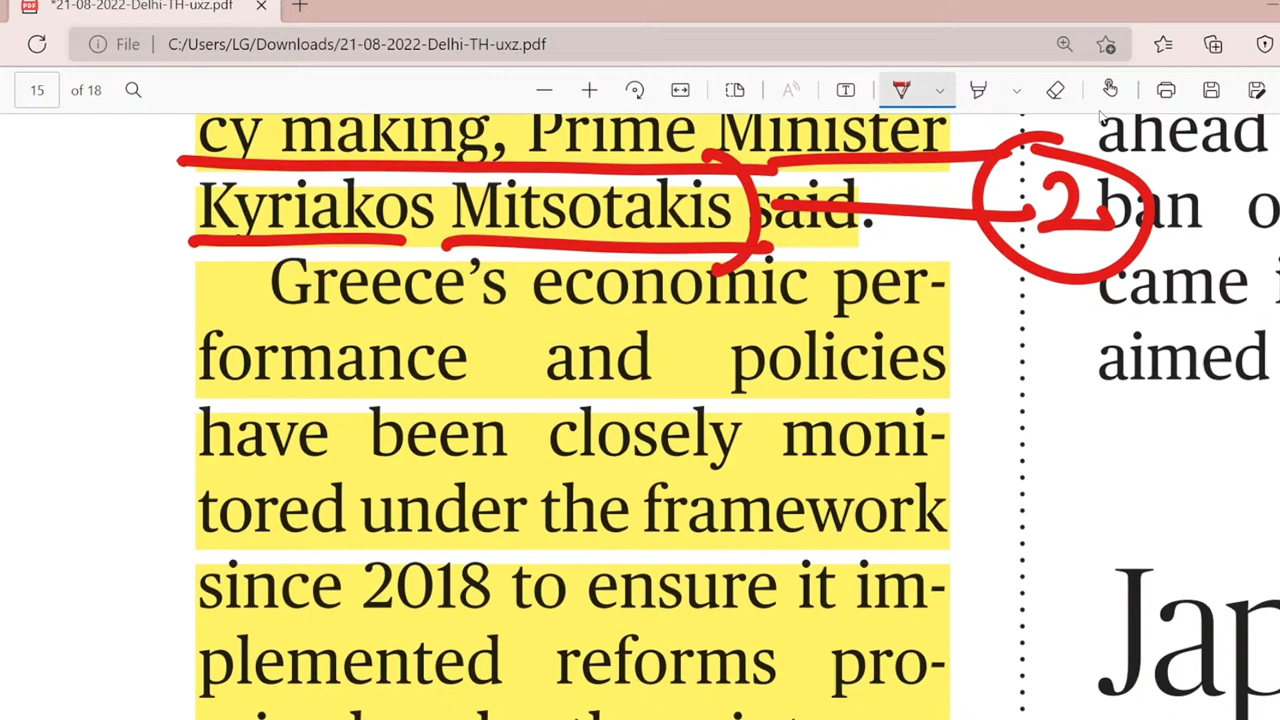 *21-08-2022-Delhi-TH-uxz.pdf
File
C:/Users/LG/Downloads/21-08-2022-Delhi-TH-uxz.pdf
15 of 18
cy making, Prime Minister
Kyriakos Mitsotakis said.
2
Greece's economic per-
formance and policies
have been closely moni-
tored under the framework
since 2018 to ensure it im-
plemented reforms pro-
ahead
ban o
came i
aimed
Jap